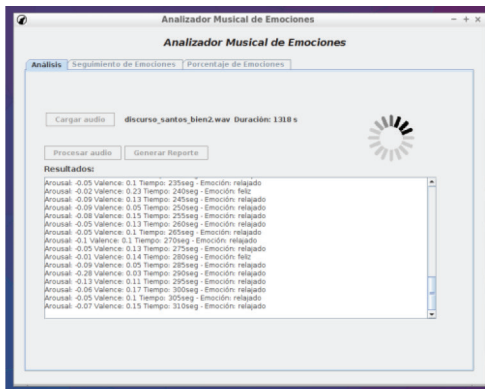 Analizador Musical de Emociones
Analizador Musical de Emociones
Análisis Seguimiento de Emociones Porcentaje de Emociones
Cargar audio discurso_santos_bien2.wav Duración: 1318 s
Procesar audio Generar Reporte
Resultados:
Arousal: -0.05 Valence: 0.1 Tiempo: 235seg - Emoción: relajado
Arousal: -0.02 Valence: 0.23 Tiempo: 240seg - Emoción: feliz
Arousal: -0.09 Valence: 0.13 Tiempo: 245seg - Emoción: relajado
Arousal: -0.09 Valence: 0.05 Tiempo: 250seg - Emoción: relajado
Arousal: -0.08 Valence: 0.15 Tiempo: 255seg - Emoción: relajado
Arousal: -0.05 Valence: 0.13 Tiempo: 260seg - Emoción: relajado
Arousal: -0.05 Valence: 0.1 Tiempo: 265seg - Emoción: relajado
Arousal: -0.1 Valence: 0.1 Tiempo: 270seg - Emoción: relajado
Arousal: -0.05 Valence: 0.13 Tiempo: 275seg - Emoción: relajado
Arousal: -0.01 Valence: 0.14 Tiempo: 280seg - Emoción: feliz
Arousal: -0.09 Valence: 0.05 Tiempo: 285seg - Emoción: relajado
Arousal: -0.28 Valence: 0.03 Tiempo: 290seg - Emoción: relajado
Arousal: -0.13 Valence: 0.11 Tiempo: 295seg - Emoción: relajado
Arousal: -0.06 Valence: 0.17 Tiempo: 300seg - Emoción: relajado
Arousal: -0.05 Valence: 0.1 Tiempo: 305seg - Emoción: relajado
Arousal: -0.07 Valence: 0.15 Tiempo: 310seg - Emoción: relajado